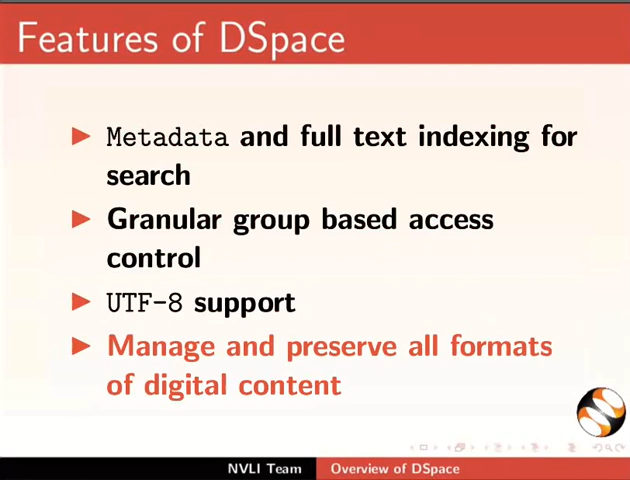 Features of DSpace
Metadata and full text indexing for
search
Granular group based access
control
UTF-8 support
Manage and preserve all formats
of digital content
NVLI Team
Overview of DSpace